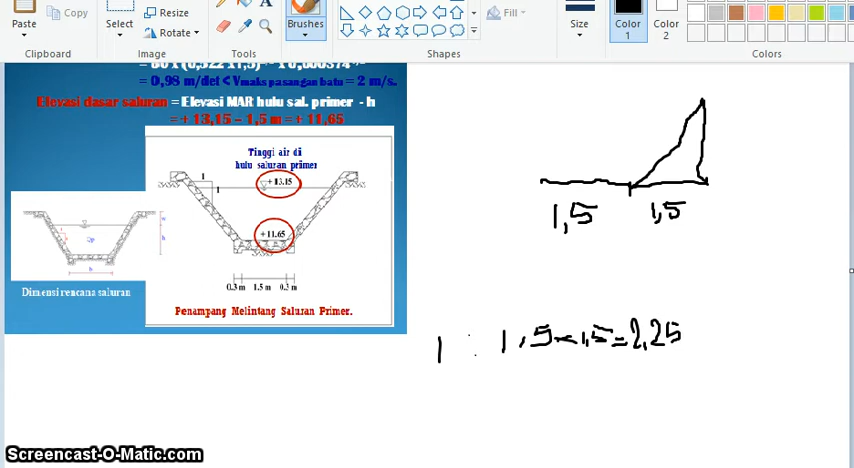 Paste
Copy
Select
Resize
Rotate
Brushes
Fill
Size
Color
1
Color
2
Clipboard
Image
Tools
Shapes
Colors
= 0,98 m/det < Vmaks pasangan batu = 2 m/s.
Elevasi dasar saluran = Elevasi MAR hulu sal. primer - h
= + 13,15 – 1,5 m = + 11,65
Tinggi air di
hulu saluran primer
1
1
+13.15
+11.65
0.3 m 1.5 m 0.3 m
Penampang Melintang Saluran Primer.
w
h
b
Dimensi rencana saluran
1,5 1,5
1 : 1,5 × 1,5 = 2,25
Screencast-O-Matic.com